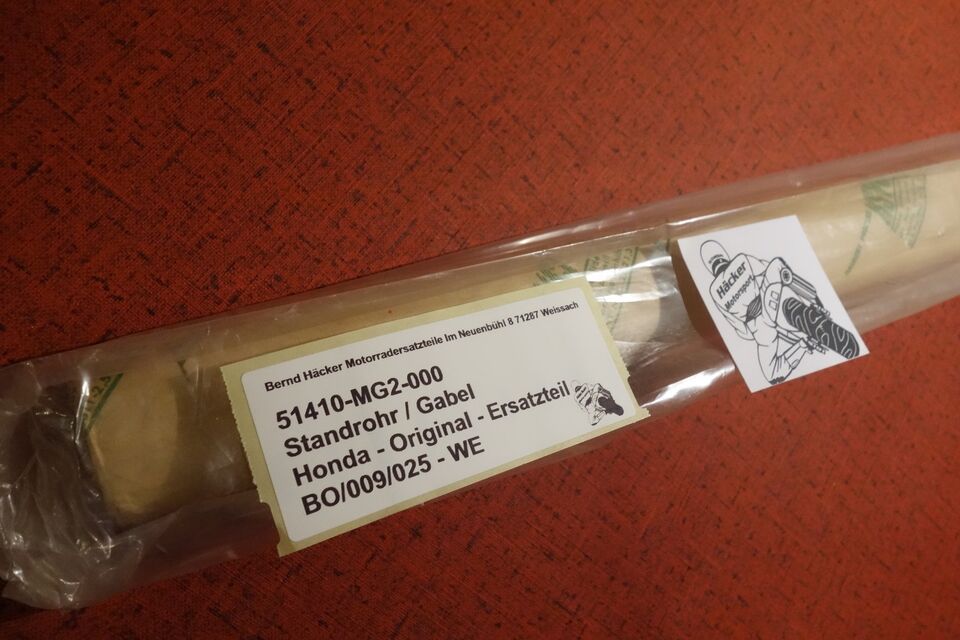 Bernd Häcker Motorradersatzteile Im Neuenbühl 8 71287 Weissach
51410-MG2-000
Standrohr / Gabel
Honda - Original - Ersatzteil
BO/009/025 - WE
Häcker
Motorsport